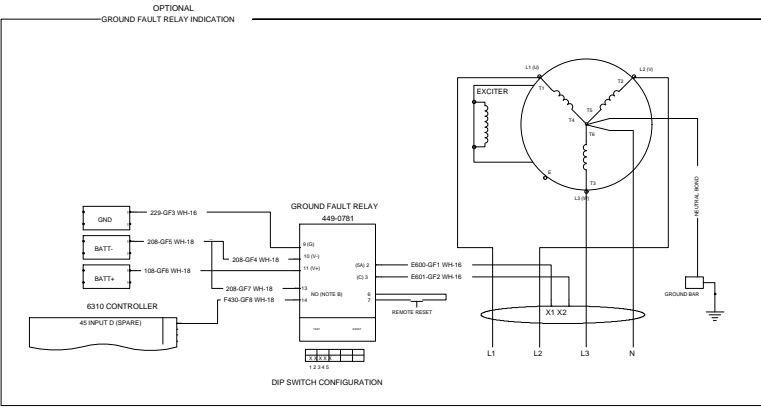 OPTIONAL
GROUND FAULT RELAY INDICATION
L1 (U)
L2 (V)
T1
T2
EXCITER
T4
T5
T6
E
T3
L3 (W)
NEUTRAL BOND
GROUND BAR
GROUND FAULT RELAY
449-0781
GND
229-GF3 WH-16
9 (G)
BATT-
208-GF5 WH-18
208-GF4 WH-18
10 (V-)
BATT+
108-GF6 WH-18
11 (V+)
(SA) 2
E600-GF1 WH-16
(C) 3
E601-GF2 WH-16
208-GF7 WH-18
13
NO (NOTE B)
6
F430-GF8 WH-18
14
7
REMOTE RESET
6310 CONTROLLER
45 INPUT D (SPARE)
X1 X2
L1
L2
L3
N
X X X X X
1 2 3 4 5
DIP SWITCH CONFIGURATION